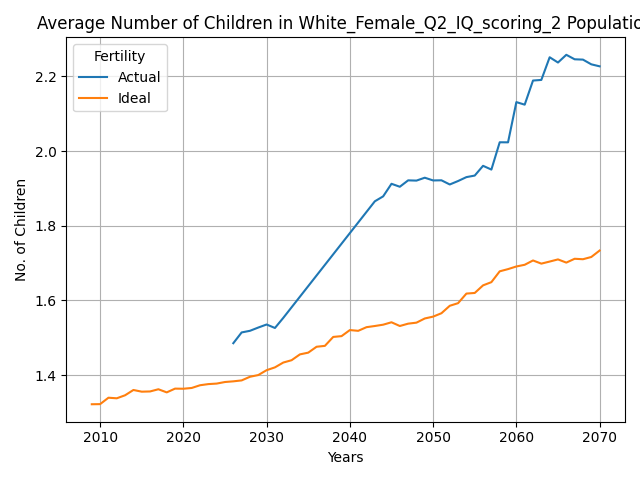 Average Number of Children in White_Female_Q2_IQ_scoring_2 Populatio
Fertility
Actual
Ideal
2.2
2.0
1.8
1.6
1.4
No. of Children
2010 2020 2030 2040 2050 2060 2070
Years